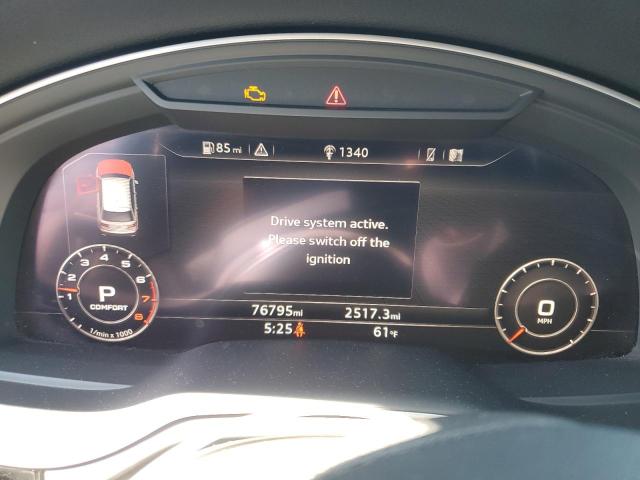 85 mi
1340
Drive system active.
Please switch off the
ignition
1 2 3 4 5 6 7 8
P
COMFORT
1/min x 1000
0
MPH
76795mi 2517.3mi
5:25 61°F